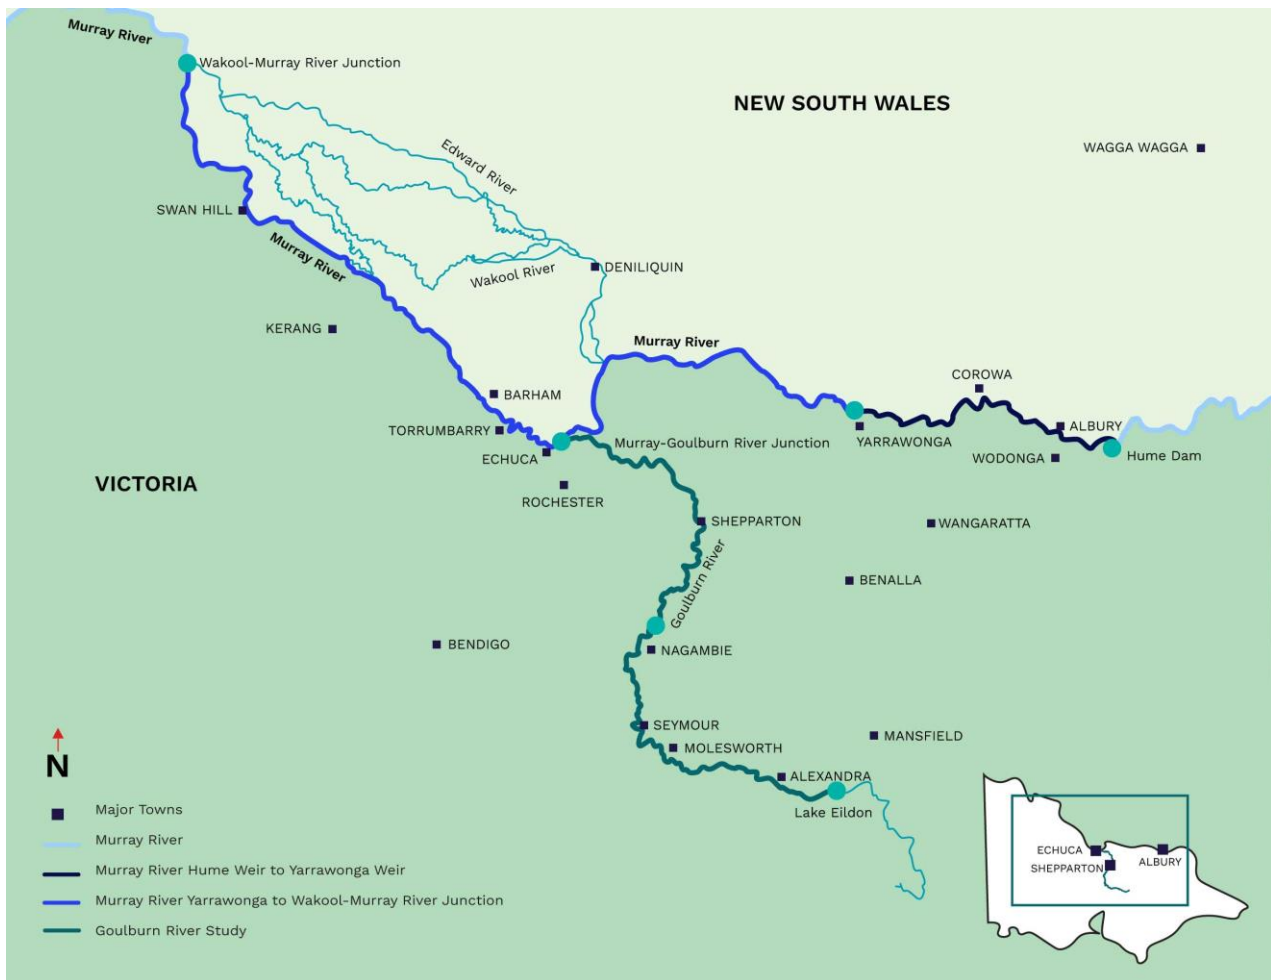 Murray River
Wakool-Murray River Junction
NEW SOUTH WALES
WAGGA WAGGA
Edward River
SWAN HILL
Murray River
Wakool River
DENILIQUIN
KERANG
Murray River
COROWA
BARHAM
TORRUMBARRY
ALBURY
YARRAWONGA
Murray-Goulburn River Junction
ECHUCA
WODONGA
Hume Dam
VICTORIA
ROCHESTER
SHEPPARTON
WANGARATTA
Goulburn River
BENALLA
BENDIGO
NAGAMBIE
SEYMOUR
MOLESWORTH
MANSFIELD
ALEXANDRA
Lake Eildon
N
Major Towns
Murray River
Murray River Hume Weir to Yarrawonga Weir
Murray River Yarrawonga to Wakool-Murray River Junction
Goulburn River Study
ECHUCA
SHEPPARTON
ALBURY